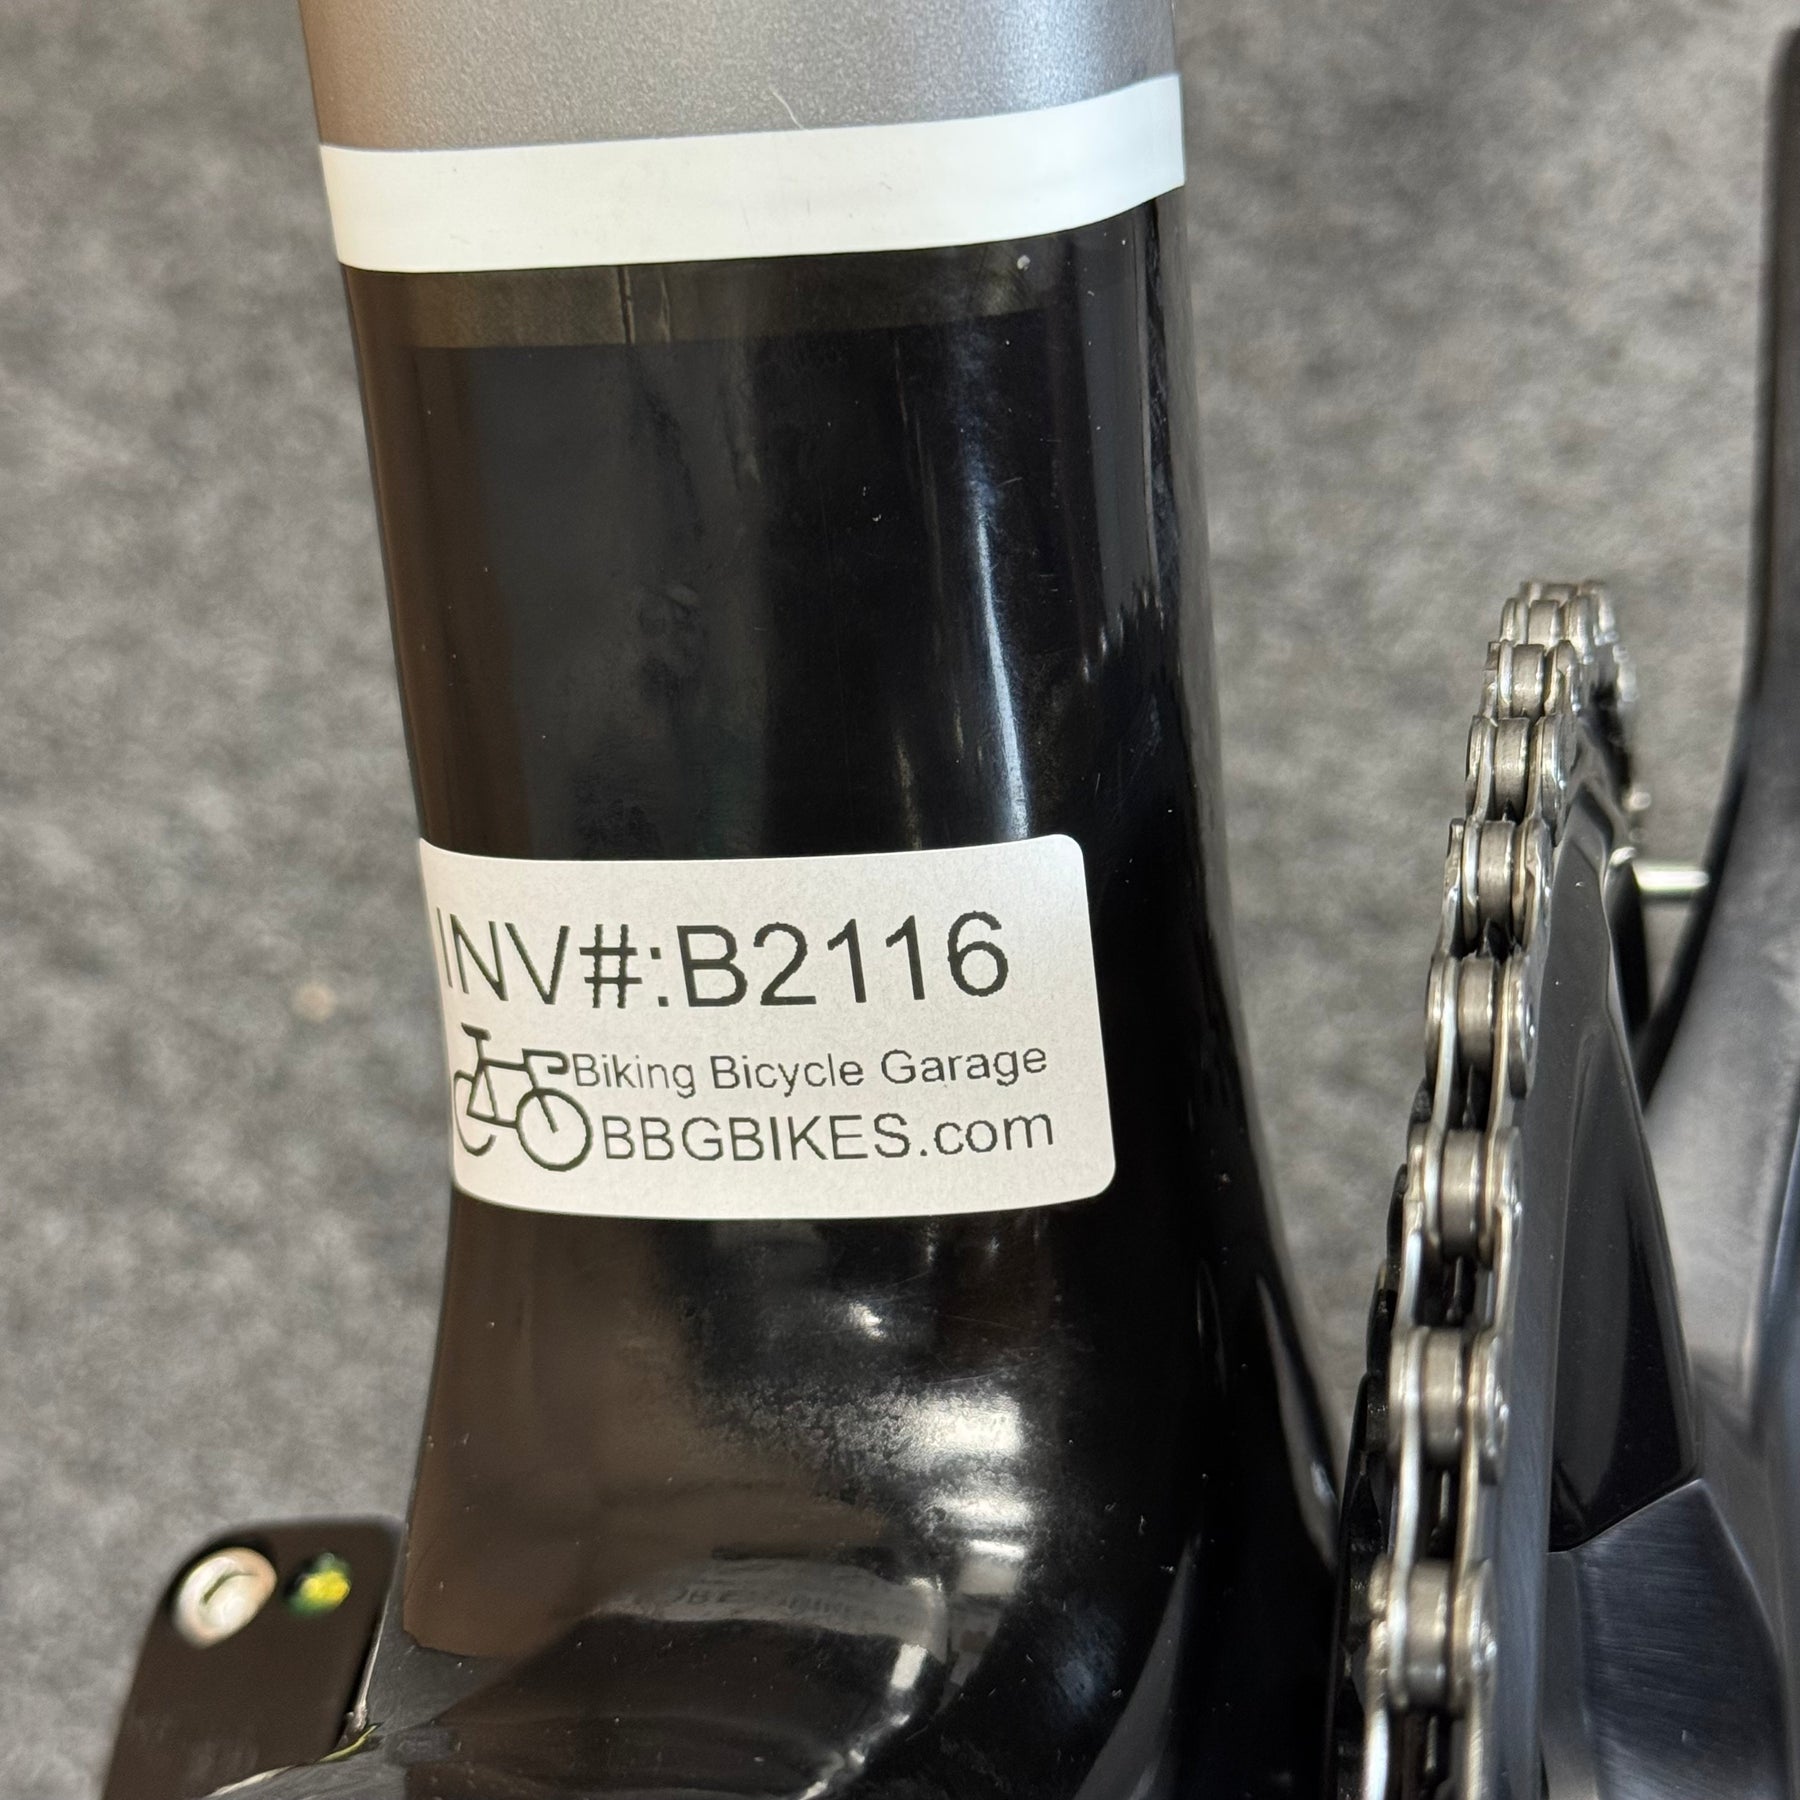 INV#:B2116
Biking Bicycle Garage
BBGBIKES.com